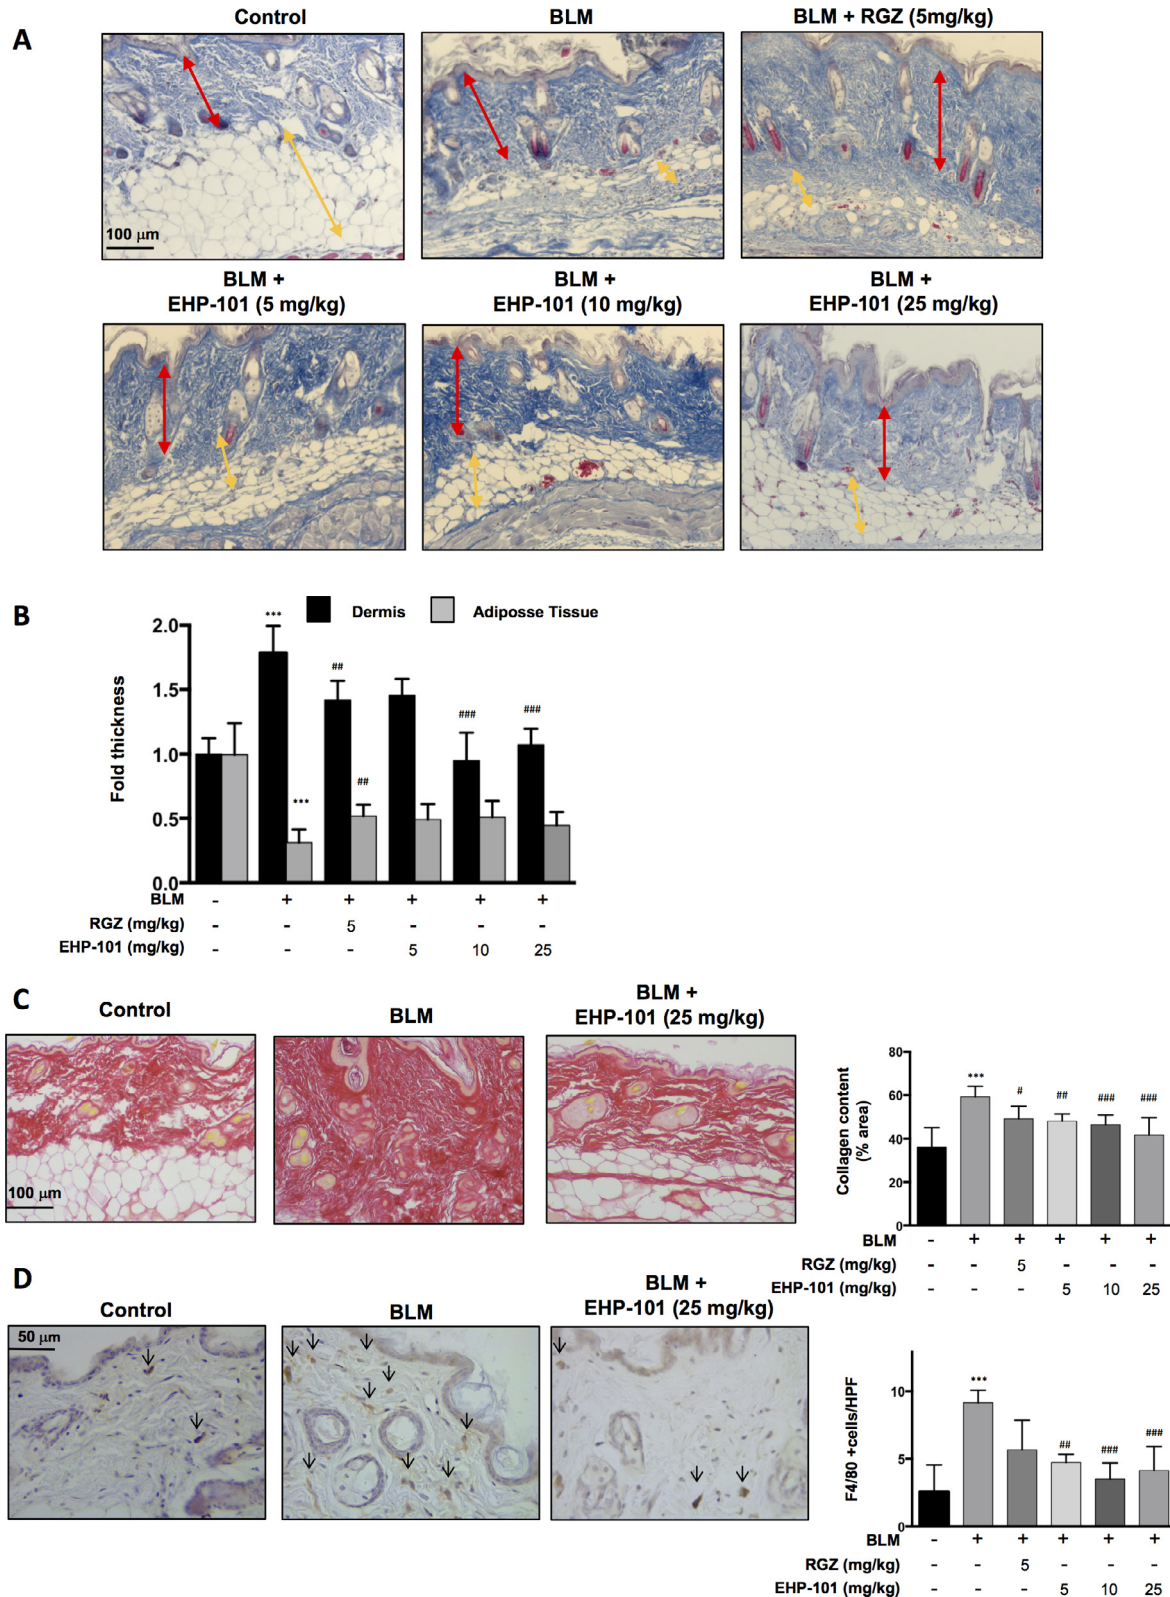 A
Control
BLM
BLM + RGZ (5mg/kg)
100 μm
BLM +
EHP-101 (5 mg/kg)
BLM +
EHP-101 (10 mg/kg)
BLM +
EHP-101 (25 mg/kg)
B
Dermis
Adiposse Tissue
Fold thickness
2.0
1.5
1.0
0.5
0.0
***
***
##
##
###
###
BLM - + + + + +
RGZ (mg/kg) - - 5 - - -
EHP-101 (mg/kg) - - - 5 10 25
C
Control
BLM
BLM +
EHP-101 (25 mg/kg)
100 μm
Collagen content
(% area)
80
60
40
20
0
***
#
##
###
###
BLM - + + + + +
RGZ (mg/kg) - - 5 - - -
EHP-101 (mg/kg) - - - 5 10 25
D
Control
BLM
BLM +
EHP-101 (25 mg/kg)
50 μm
F4/80 +cells/HPF
10
5
0
***
##
###
###
BLM - + + + + +
RGZ (mg/kg) - - 5 - - -
EHP-101 (mg/kg) - - - 5 10 25